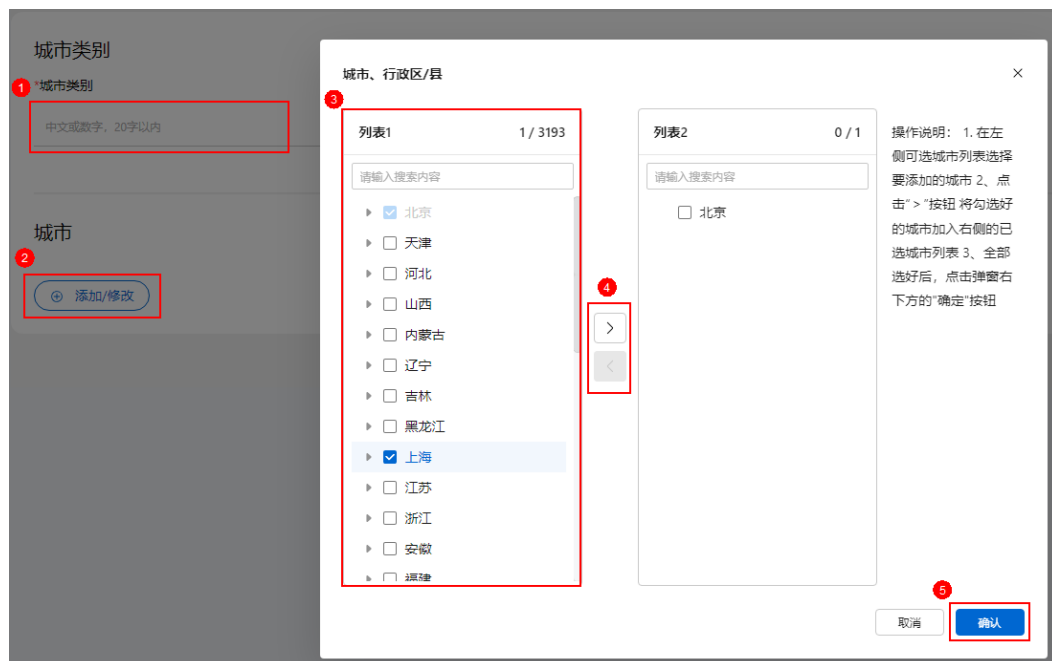 城市类别
1
*城市类别
中文或数字，20字以内
城市
2
添加/修改
城市、行政区/县
3
列表1 1 / 3193
请输入搜索内容
北京
天津
河北
山西
内蒙古
辽宁
吉林
黑龙江
上海
江苏
浙江
安徽
福建
4
列表2 0 / 1
请输入搜索内容
北京
操作说明： 1. 在左
侧可选城市列表选择
要添加的城市 2、点
击“ > ”按钮 将勾选好
的城市加入右侧的已
选城市列表 3、全部
选好后，点击弹窗右
下方的“确定”按钮
5
取消
确认